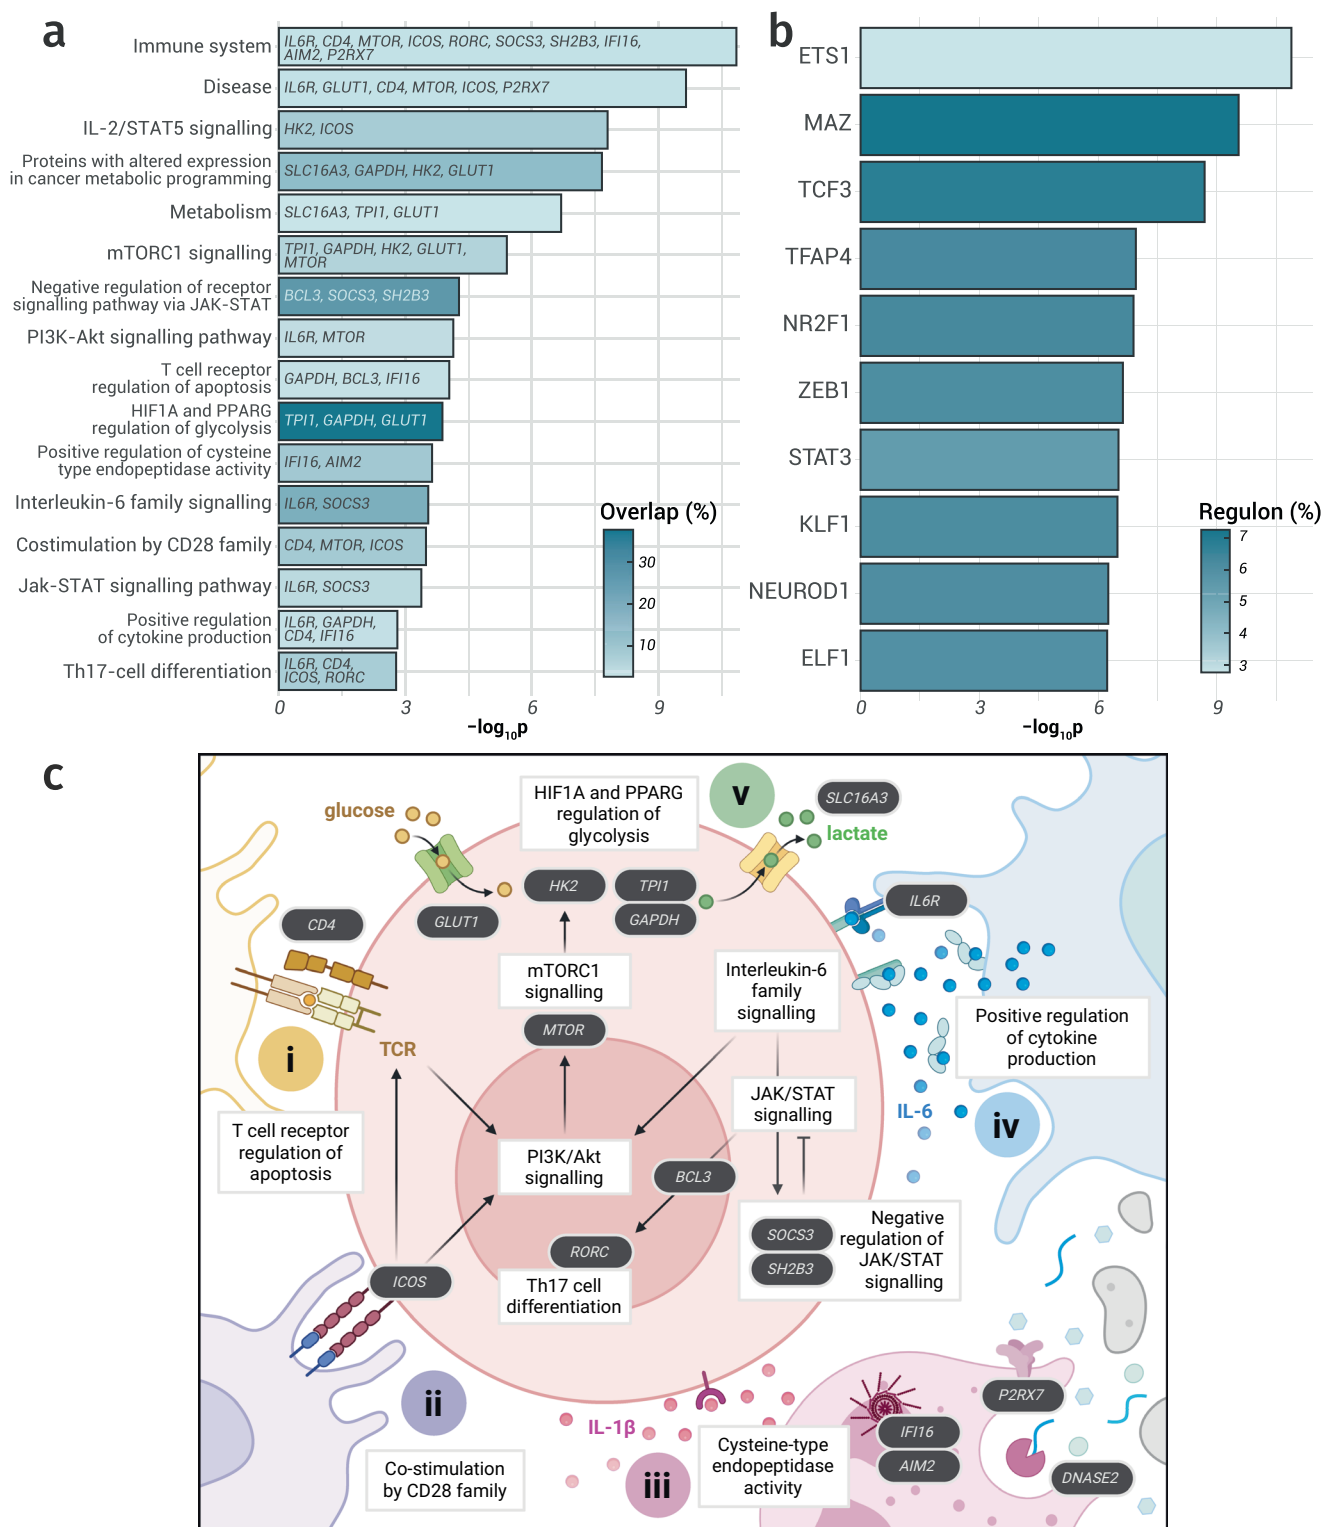 a
Immune system
IL6R, CD4, MTOR, ICOS, RORC, SOCS3, SH2B3, IFI16,
AIM2, P2RX7
Disease
IL6R, GLUT1, CD4, MTOR, ICOS, P2RX7
IL-2/STAT5 signalling
HK2, ICOS
Proteins with altered expression
in cancer metabolic programming
SLC16A3, GAPDH, HK2, GLUT1
Metabolism
SLC16A3, TPI1, GLUT1
mTORC1 signalling
TPI1, GAPDH, HK2, GLUT1,
MTOR
Negative regulation of receptor
signalling pathway via JAK-STAT
BCL3, SOCS3, SH2B3
PI3K-Akt signalling pathway
IL6R, MTOR
T cell receptor
regulation of apoptosis
GAPDH, BCL3, IFI16
HIF1A and PPARG
regulation of glycolysis
TPI1, GAPDH, GLUT1
Positive regulation of cysteine
type endopeptidase activity
IFI16, AIM2
Interleukin-6 family signalling
IL6R, SOCS3
Costimulation by CD28 family
CD4, MTOR, ICOS
Jak-STAT signalling pathway
IL6R, SOCS3
Positive regulation
of cytokine production
IL6R, GAPDH,
CD4, IFI16
Th17-cell differentiation
IL6R, CD4,
ICOS, RORC
0 3 6 9
−log10p
Overlap (%)
30
20
10
b
ETS1
MAZ
TCF3
TFAP4
NR2F1
ZEB1
STAT3
KLF1
NEUROD1
ELF1
0 3 6 9
−log10p
Regulon (%)
7
6
5
4
3
c
glucose
HIF1A and PPARG
regulation of
glycolysis
v
SLC16A3
lactate
HK2
TPI1
GAPDH
GLUT1
CD4
IL6R
mTORC1
signalling
MTOR
Interleukin-6
family
signalling
Positive regulation
of cytokine
production
i
TCR
JAK/STAT
signalling
IL-6
iv
T cell receptor
regulation of
apoptosis
PI3K/Akt
signalling
BCL3
SOCS3
SH2B3
Negative
regulation of
JAK/STAT
signalling
RORC
Th17 cell
differentiation
ICOS
ii
Co-stimulation
by CD28 family
IL-1β
iii
Cysteine-type
endopeptidase
activity
P2RX7
IFI16
AIM2
DNASE2